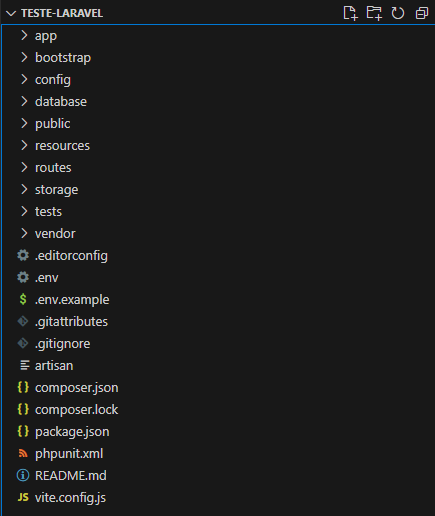 TESTE-LARAVEL
app
bootstrap
config
database
public
resources
routes
storage
tests
vendor
.editorconfig
.env
$ .env.example
.gitattributes
.gitignore
artisan
{} composer.json
{} composer.lock
{} package.json
phpunit.xml
README.md
JS vite.config.js